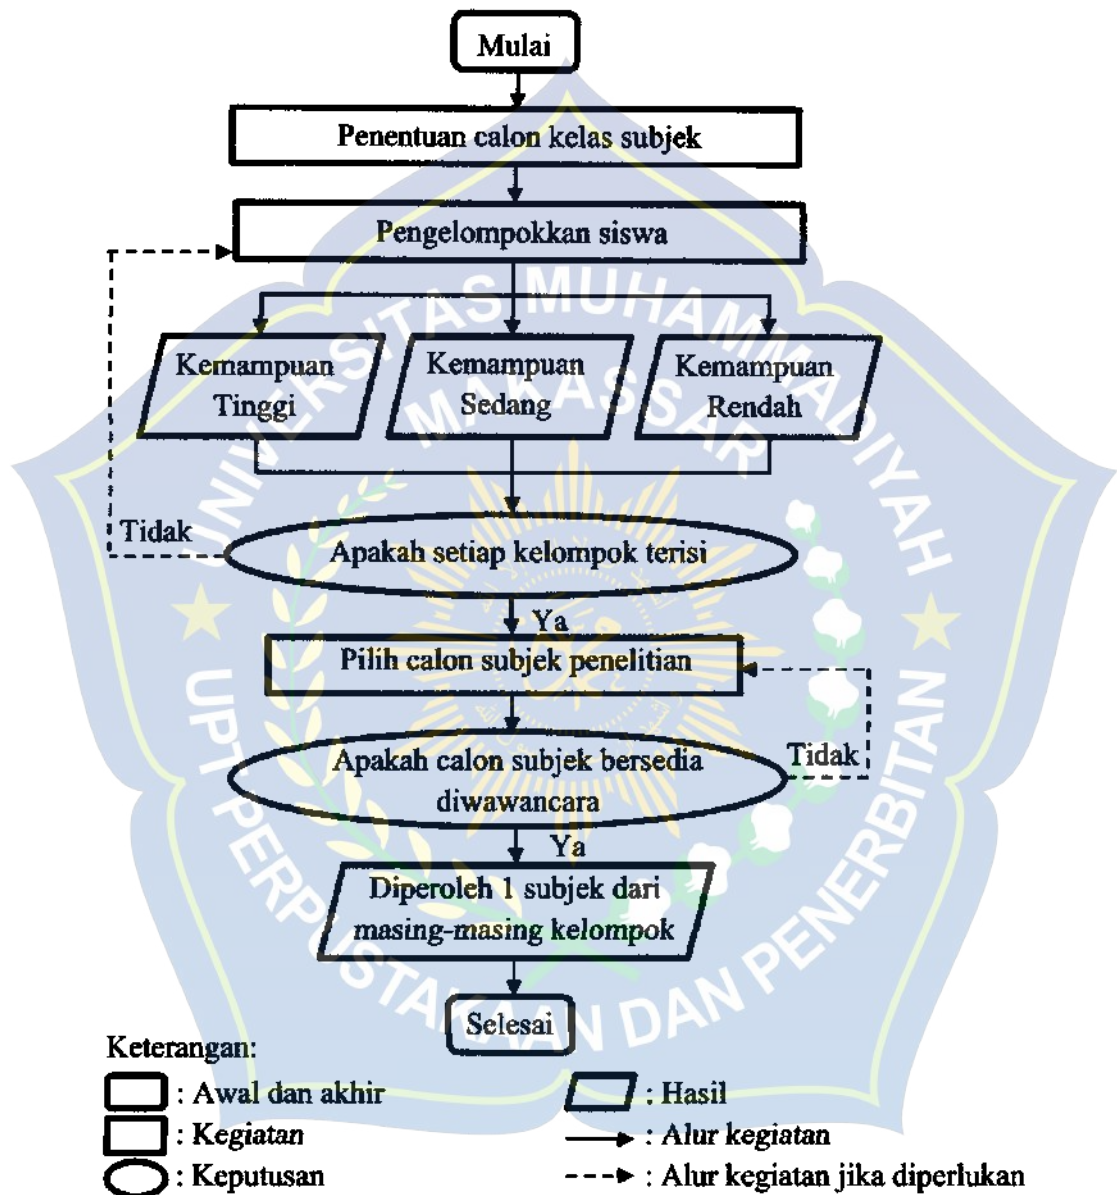 Mulai
Penentuan calon kelas subjek
Pengelompokkan siswa
Kemampuan
Tinggi
Kemampuan
Sedang
Kemampuan
Rendah
Tidak
Apakah setiap kelompok terisi
Ya
Pilih calon subjek penelitian
Apakah calon subjek bersedia
diwawancara
Tidak
Ya
Diperoleh 1 subjek dari
masing-masing kelompok
Selesai
Keterangan:
: Awal dan akhir
: Hasil
: Kegiatan
: Alur kegiatan
: Keputusan
: Alur kegiatan jika diperlukan
UNIVERSITAS MUHAMMADIYAH
MAKASSAR
UPT PERPUSTAKAAN DAN PENERBITAN